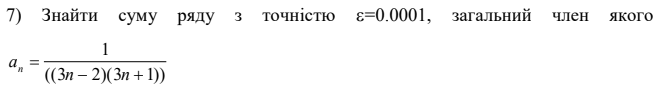 7) Знайти суму ряду з точністю ε=0.0001, загальний член якого
a_n = 1 / ((3n − 2)(3n + 1))